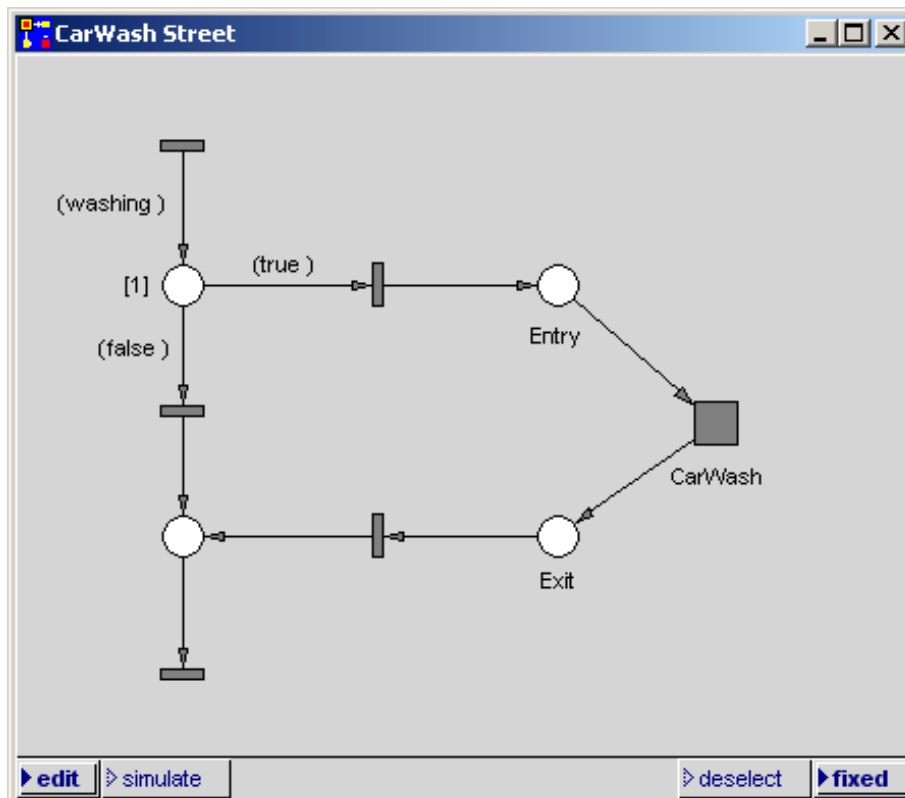 CarWash Street
(washing )
[1]
(true )
(false )
Entry
CarWash
Exit
edit simulate deselect fixed